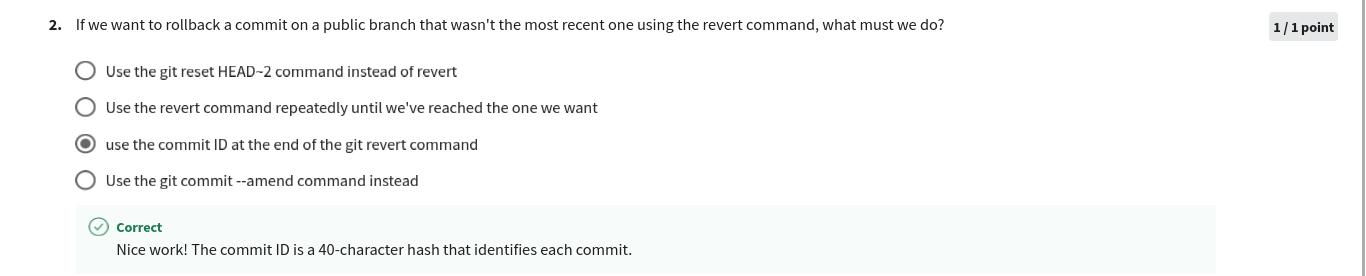 2. If we want to rollback a commit on a public branch that wasn't the most recent one using the revert command, what must we do?
1 / 1 point
Use the git reset HEAD~2 command instead of revert
Use the revert command repeatedly until we've reached the one we want
use the commit ID at the end of the git revert command
Use the git commit --amend command instead
Correct
Nice work! The commit ID is a 40-character hash that identifies each commit.